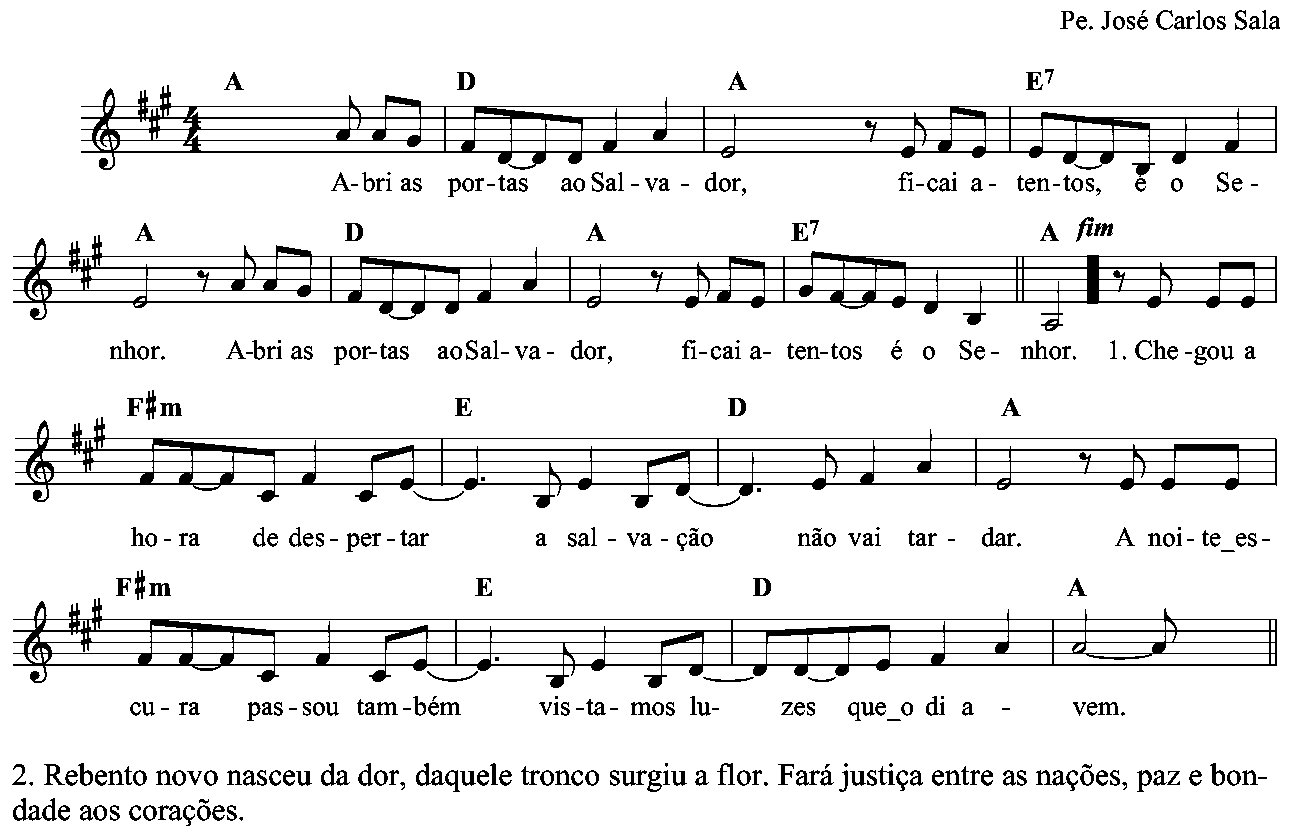 Pe. José Carlos Sala
A D A E7
4
4
A-bri as por-tas ao Sal-va-dor, fi-cai a-ten-tos, é o Se-
A D A E7 A fim
nhor. A-bri as por-tas ao Sal-va-dor, fi-cai a-ten-tos é o Se-nhor. 1. Che-gou a
F#m E D A
ho-ra de des-per-tar a sal-va-ção não vai tar-dar. A noi-te_es-
F#m E D A
cu-ra pas-sou tam-bém vis-ta-mos lu-zes que_o di a-vem.
2. Rebento novo nasceu da dor, daquele tronco surgiu a flor. Fará justiça entre as nações, paz e bon-
dade aos corações.